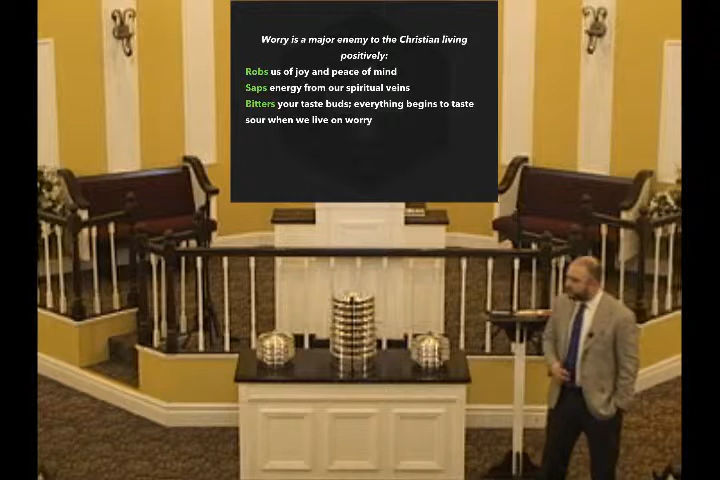 Worry is a major enemy to the Christian living
positively:
Robs us of joy and peace of mind
Saps energy from our spiritual veins
Bitters your taste buds; everything begins to taste
sour when we live on worry